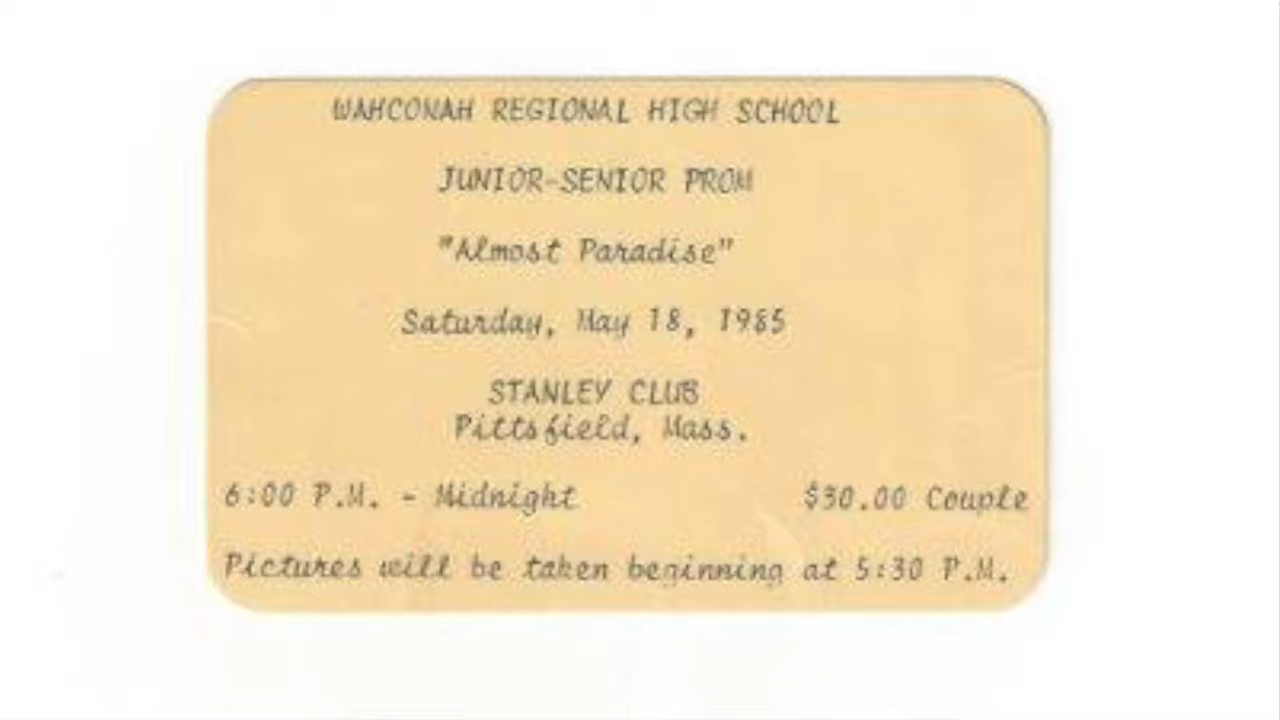 WAHCONAH REGIONAL HIGH SCHOOL
JUNIOR-SENIOR PROM
"Almost Paradise"
Saturday, May 18, 1985
STANLEY CLUB
Pittsfield, Mass.
6:00 P.M. - Midnight $30.00 Couple
Pictures will be taken beginning at 5:30 P.M.